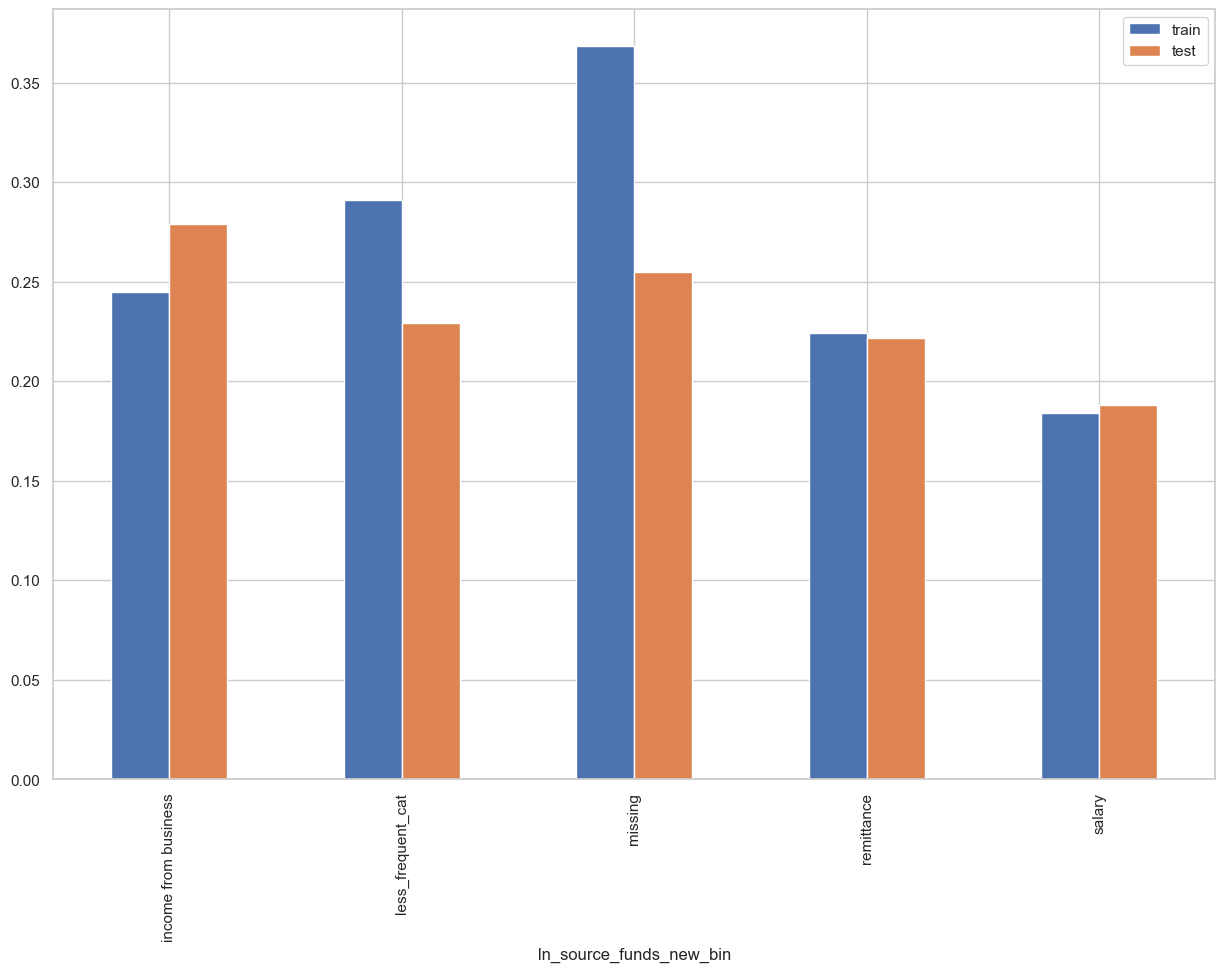 train
test
0.35
0.30
0.25
0.20
0.15
0.10
0.05
0.00
income from business
less_frequent_cat
missing
remittance
salary
ln_source_funds_new_bin